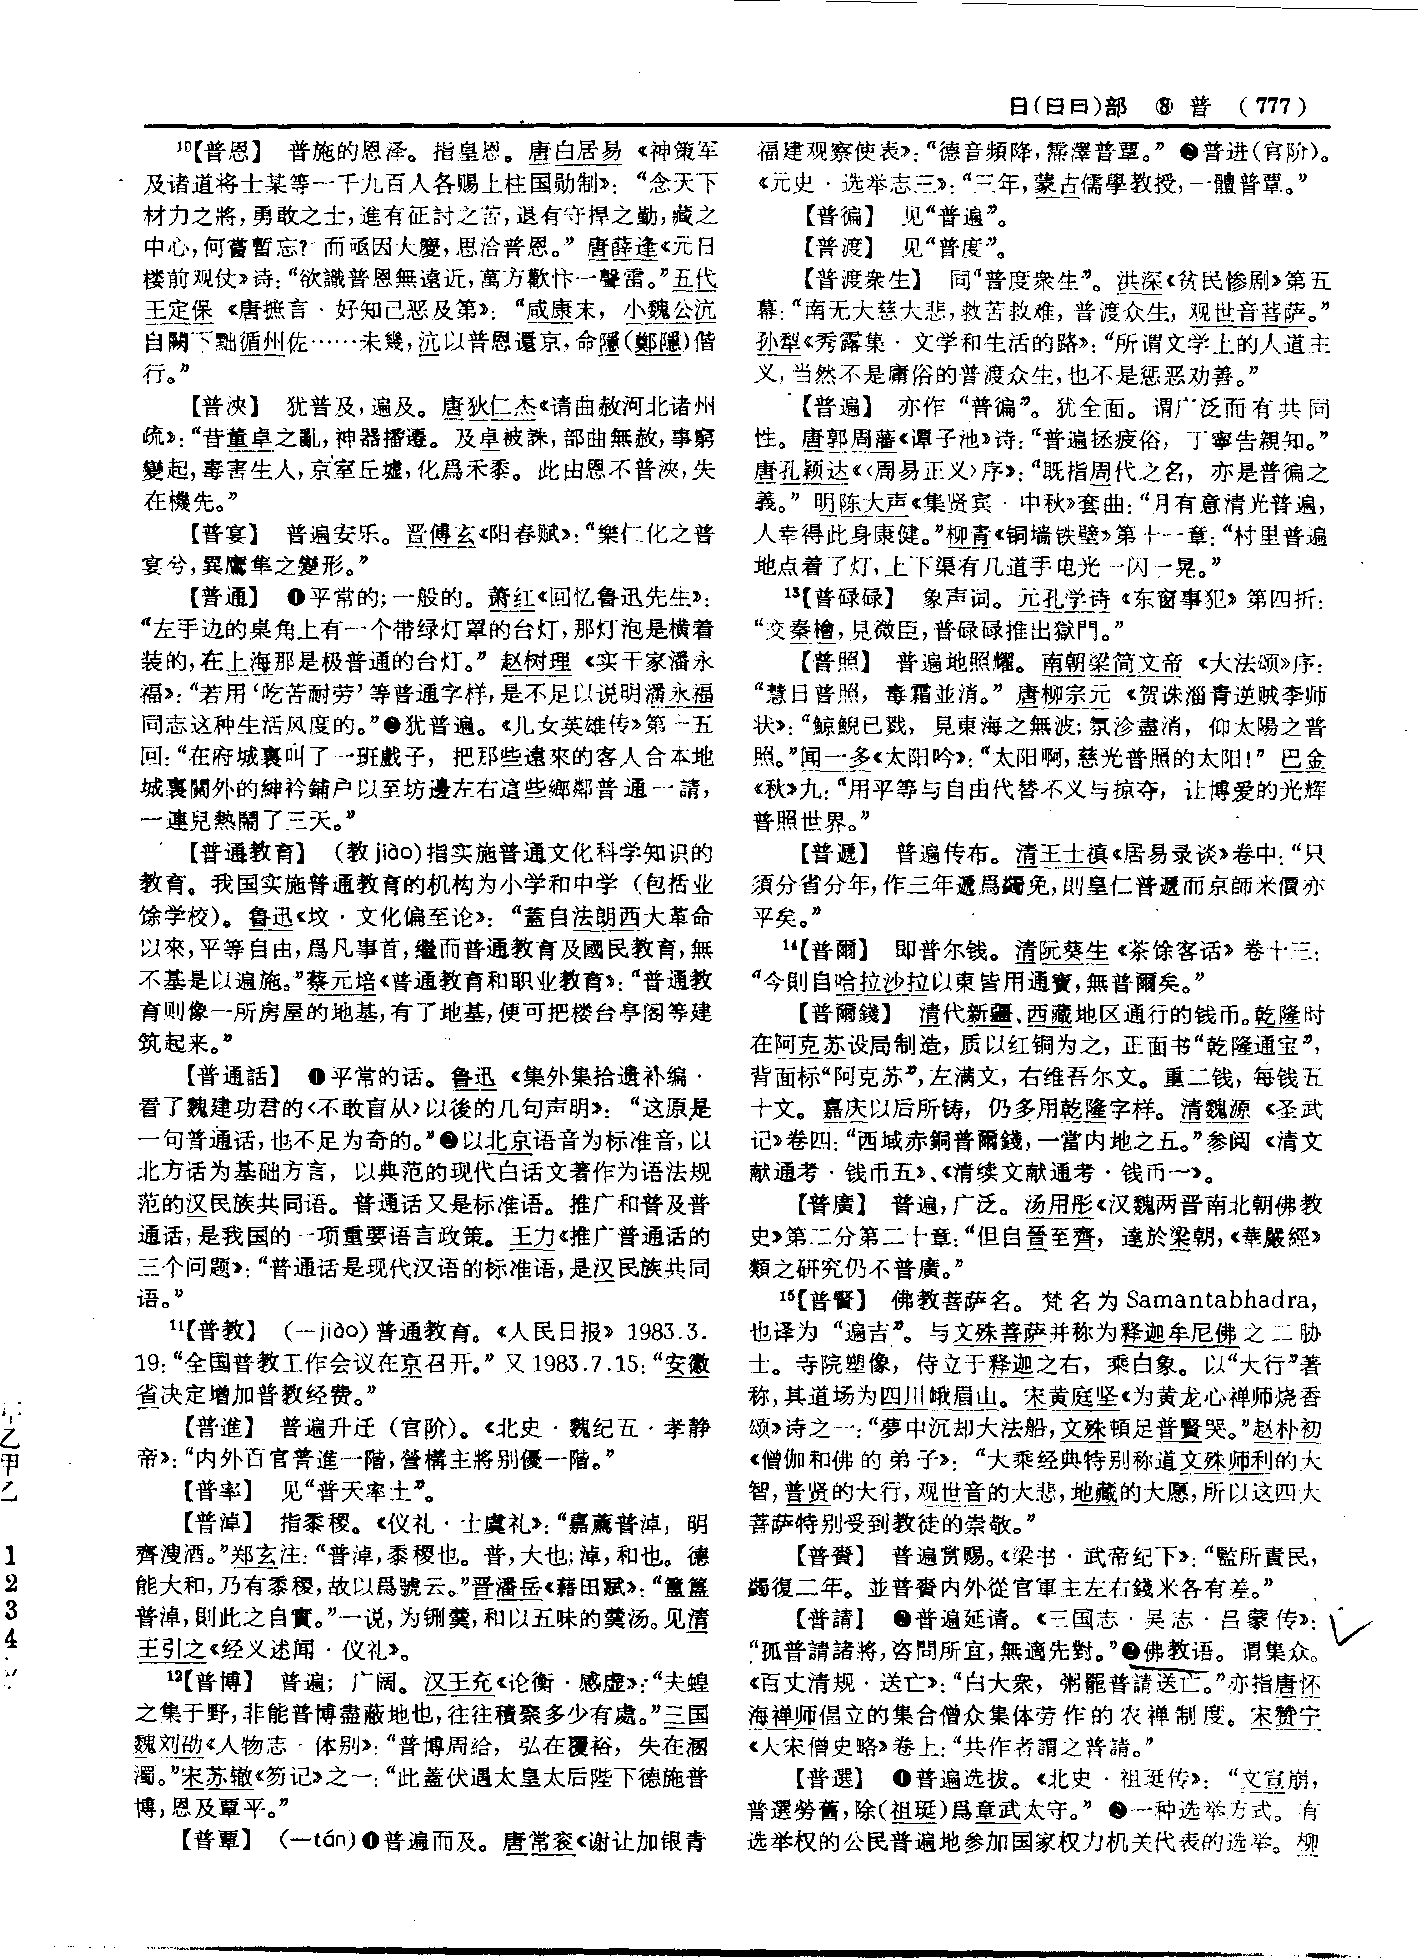 日(日曰)部 ⑧ 普 (777)
¹⁰【普恩】 普施的恩泽。指皇恩。唐白居易《神策军
及诸道将士某等一千九百人各赐上柱国勋制》：“念天下
材力之將，勇敢之士，進有征討之苦，退有守捍之勤，藏之
中心，何嘗暫忘？而亟因大慶，思洽普恩。”唐薛逢《元日
楼前观仗》诗：“欲識普恩無遠近，萬方歡忭一聲雷。”五代
王定保《唐摭言·好知己恶及第》：“咸康末，小魏公沆
自闕下黜循州佐……未幾，沆以普恩還京，命隱(鄭隱)偕
行。”
【普浹】 犹普及，遍及。唐狄仁杰《请曲赦河北诸州
疏》：“昔董卓之亂，神器播遷。及卓被誅，部曲無赦，事窮
變起，毒害生人，京室丘墟，化爲禾黍。此由恩不普浹，失
在機先。”
【普宴】 普遍安乐。晋傅玄《阳春赋》：“樂仁化之普
宴兮，異鷹隼之變形。”
【普通】 ❶平常的；一般的。萧红《回忆鲁迅先生》：
“左手边的桌角上有一个带绿灯罩的台灯，那灯泡是横着
装的，在上海那是极普通的台灯。”赵树理《实干家潘永
福》：“若用‘吃苦耐劳’等普通字样，是不足以说明潘永福
同志这种生活风度的。”❷犹普遍。《儿女英雄传》第十五
回：“在府城裏叫了一班戲子，把那些遠來的客人合本地
城裏關外的紳衿鋪户以至坊邊左右這些鄉鄰普通一請，
一連兒熱鬧了三天。”
【普通教育】 (教 jiào)指实施普通文化科学知识的
教育。我国实施普通教育的机构为小学和中学（包括业
馀学校)。鲁迅《坟·文化偏至论》：“蓋自法朗西大革命
以來，平等自由，爲凡事首，繼而普通教育及國民教育，無
不基是以遍施。”蔡元培《普通教育和职业教育》：“普通教
育则像一所房屋的地基，有了地基，便可把楼台亭阁等建
筑起来。”
【普通話】 ❶平常的话。鲁迅《集外集拾遗补编·
看了魏建功君的〈不敢盲从〉以後的几句声明》：“这原是
一句普通话，也不足为奇的。”❷以北京语音为标准音，以
北方话为基础方言，以典范的现代白话文著作为语法规
范的汉民族共同语。普通话又是标准语。推广和普及普
通话，是我国的一项重要语言政策。王力《推广普通话的
三个问题》：“普通话是现代汉语的标准语，是汉民族共同
语。”
¹¹【普教】 (—jiào)普通教育。《人民日报》1983.3.
19：“全国普教工作会议在京召开。”又1983.7.15：“安徽
省决定增加普教经费。”
【普進】 普遍升迁（官阶）。《北史·魏纪五·孝静
帝》：“内外百官普進一階，營構主將别優一階。”
【普率】 见“普天率土”。
【普淖】 指黍稷。《仪礼·士虞礼》：“嘉薦普淖，明
齊溲酒。”郑玄注：“普淖，黍稷也。普，大也；淖，和也。德
能大和，乃有黍稷，故以爲號云。”晋潘岳《藉田赋》：“簠簋
普淖，則此之自實。”一说，为铏羹，和以五味的羹汤。见清
王引之《经义述闻·仪礼》。
¹²【普博】 普遍；广阔。汉王充《论衡·感虚》：“夫蝗
之集于野，非能普博盡蔽地也，往往積聚多少有處。”三国
魏刘劭《人物志·体别》：“普博周給，弘在覆裕，失在溷
濁。”宋苏辙《笏记》之一：“此蓋伏遇太皇太后陛下德施普
博，恩及覃平。”
【普覃】 (—tán)❶普遍而及。唐常衮《谢让加银青
福建观察使表》：“德音頻降，霈澤普覃。”❷普进(官阶)。
《元史·选举志三》：“三年，蒙古儒學教授，一體普覃。”
【普徧】 见“普遍”。
【普渡】 见“普度”。
【普渡衆生】 同“普度衆生”。洪深《贫民惨剧》第五
幕：“南无大慈大悲，救苦救难，普渡众生，观世音菩萨。”
孙犁《秀露集·文学和生活的路》：“所谓文学上的人道主
义，当然不是庸俗的普渡众生，也不是惩恶劝善。”
【普遍】 亦作“普徧”。犹全面。谓广泛而有共同
性。唐郭周藩《谭子池》诗：“普遍拯疲俗，丁寧告親知。”
唐孔颖达《〈周易正义〉序》：“既指周代之名，亦是普徧之
義。”明陈大声《集贤宾·中秋》套曲：“月有意清光普遍，
人幸得此身康健。”柳青《铜墙铁壁》第十一章：“村里普遍
地点着了灯，上下渠有几道手电光一闪一晃。”
¹³【普碌碌】 象声词。元孔学诗《东窗事犯》第四折：
“交秦檜，見微臣，普碌碌推出獄門。”
【普照】 普遍地照耀。南朝梁简文帝《大法颂》序：
“慧日普照，毒霜並消。”唐柳宗元《贺诛淄青逆贼李师
状》：“鯨鯢已戮，見東海之無波；氛沴盡消，仰太陽之普
照。”闻一多《太阳吟》：“太阳啊，慈光普照的太阳！”巴金
《秋》九：“用平等与自由代替不义与掠夺，让博爱的光辉
普照世界。”
【普遞】 普遍传布。清王士禛《居易录谈》卷中：“只
須分省分年，作三年遞爲蠲免，則皇仁普遞而京師米價亦
平矣。”
¹⁴【普爾】 即普尔钱。清阮葵生《茶馀客话》卷十三：
“今則自哈拉沙拉以東皆用通寳，無普爾矣。”
【普爾錢】 清代新疆、西藏地区通行的钱币。乾隆时
在阿克苏设局制造，质以红铜为之，正面书“乾隆通宝”，
背面标“阿克苏”，左满文，右维吾尔文。重二钱，每钱五
十文。嘉庆以后所铸，仍多用乾隆字样。清魏源《圣武
记》卷四：“西域赤銅普爾錢，一當内地之五。”参阅《清文
献通考·钱币五》、《清续文献通考·钱币一》。
【普廣】 普遍，广泛。汤用彤《汉魏两晋南北朝佛教
史》第二分第二十章：“但自晉至齊，達於梁朝，《華嚴經》
類之研究仍不普廣。”
¹⁵【普賢】 佛教菩萨名。梵名为Samantabhadra，
也译为“遍吉”。与文殊菩萨并称为释迦牟尼佛之二胁
士。寺院塑像，侍立于释迦之右，乘白象。以“大行”著
称，其道场为四川峨眉山。宋黄庭坚《为黄龙心禅师烧香
颂》诗之一：“夢中沉却大法船，文殊頓足普賢哭。”赵朴初
《僧伽和佛的弟子》：“大乘经典特别称道文殊师利的大
智，普贤的大行，观世音的大悲，地藏的大愿，所以这四大
菩萨特别受到教徒的崇敬。”
【普賚】 普遍赏赐。《梁书·武帝纪下》：“監所責民，
蠲復二年。並普賚内外從官軍主左右錢米各有差。”
【普請】 ❶普遍延请。《三国志·吴志·吕蒙传》：
“孤普請諸將，咨問所宜，無適先對。”❷佛教语。谓集众。
《百丈清规·送亡》：“白大衆，粥罷普請送亡。”亦指唐怀
海禅师倡立的集合僧众集体劳作的农禅制度。宋赞宁
《大宋僧史略》卷上：“共作者謂之普請。”
【普選】 ❶普遍选拔。《北史·祖珽传》：“文宣崩，
普選勞舊，除(祖珽)爲章武太守。”❷一种选举方式。有
选举权的公民普遍地参加国家权力机关代表的选举。柳
乙甲乙
1234